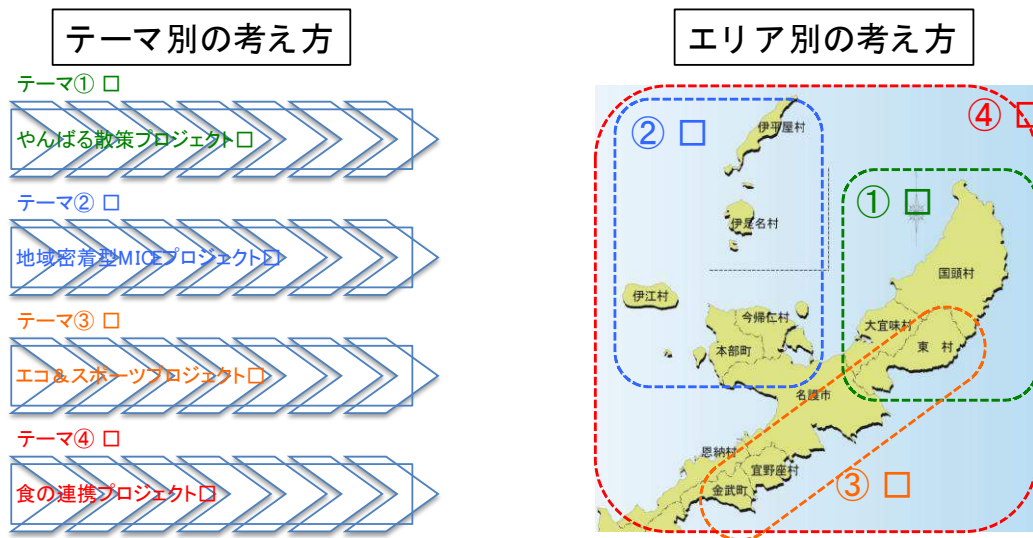 テーマ別の考え方
テーマ① □
やんばる散策プロジェクト□
テーマ② □
地域密着型MICEプロジェクト□
テーマ③ □
エコ&スポーツプロジェクト□
テーマ④ □
食の連携プロジェクト□
エリア別の考え方
④ □
② □
伊平屋村
① □
伊是名村
国頭村
伊江村
今帰仁村
大宜味村
本部町
東 村
名護市
恩納村
宜野座村
金武町
③ □